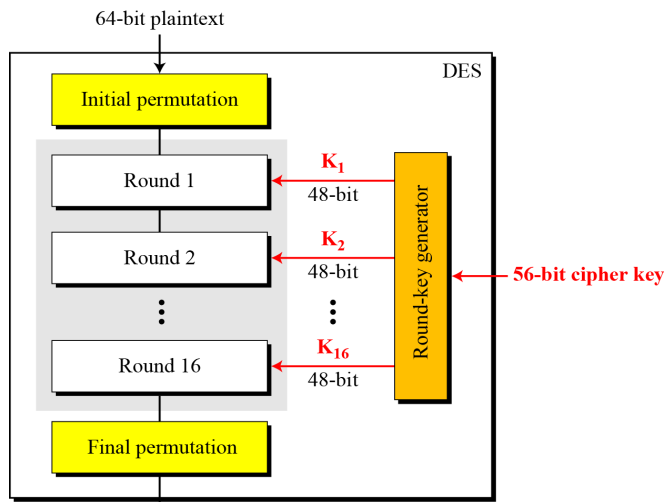 64-bit plaintext
DES
Initial permutation
Round 1
K1
48-bit
Round 2
K2
48-bit
Round-key generator
56-bit cipher key
Round 16
K16
48-bit
Final permutation